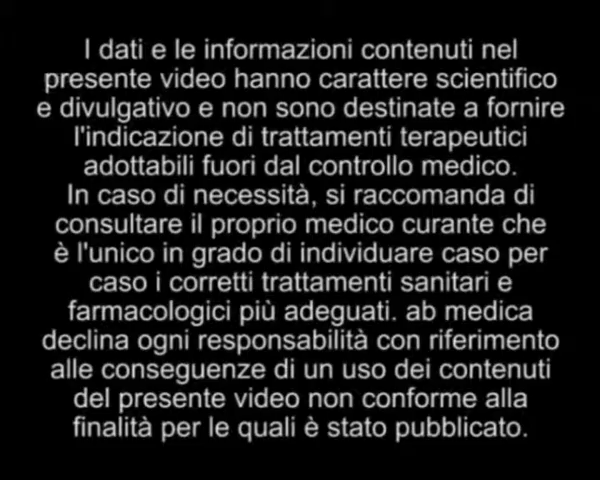 I dati e le informazioni contenuti nel
presente video hanno carattere scientifico
e divulgativo e non sono destinate a fornire
l'indicazione di trattamenti terapeutici
adottabili fuori dal controllo medico.
In caso di necessità, si raccomanda di
consultare il proprio medico curante che
è l'unico in grado di individuare caso per
caso i corretti trattamenti sanitari e
farmacologici più adeguati. ab medica
declina ogni responsabilità con riferimento
alle conseguenze di un uso dei contenuti
del presente video non conforme alla
finalità per le quali è stato pubblicato.